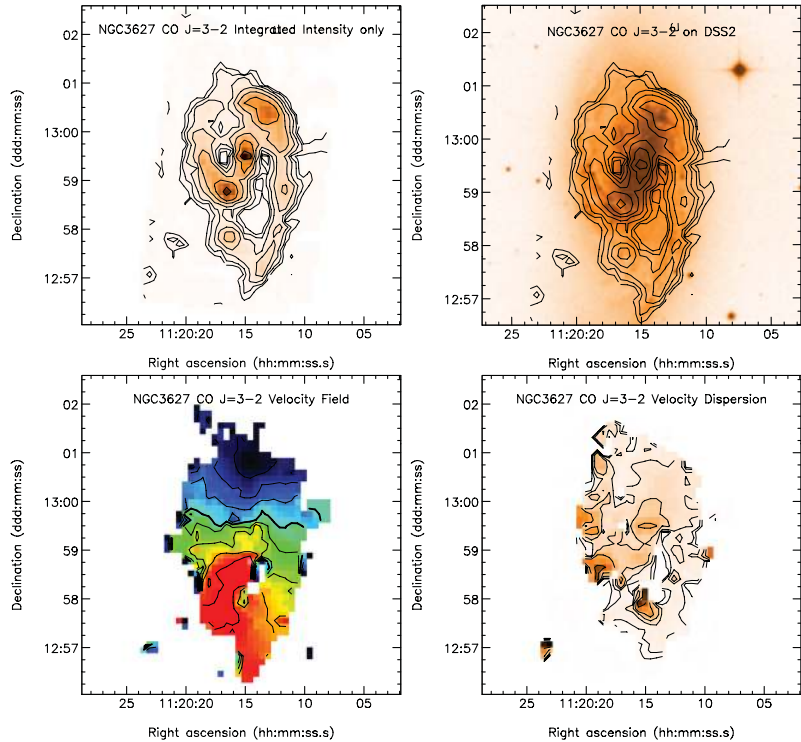 NGC3627 CO J=3-2 Integrated Intensity only
02
01
13:00
59
58
12:57
Declination (ddd:mm:ss)
25 11:20:20 15 10 05
Right ascension (hh:mm:ss.s)
NGC3627 CO J=3-2 on DSS2
02
01
13:00
59
58
12:57
Declination (ddd:mm:ss)
25 11:20:20 15 10 05
Right ascension (hh:mm:ss.s)
NGC3627 CO J=3-2 Velocity Field
02
01
13:00
59
58
12:57
Declination (ddd:mm:ss)
25 11:20:20 15 10 05
Right ascension (hh:mm:ss.s)
NGC3627 CO J=3-2 Velocity Dispersion
02
01
13:00
59
58
12:57
Declination (ddd:mm:ss)
25 11:20:20 15 10 05
Right ascension (hh:mm:ss.s)